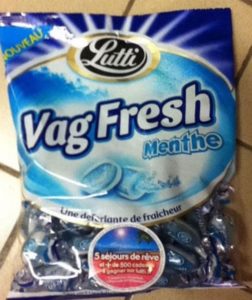 NOUVEAU
Lutti
Vag Fresh
Menthe
Une déferlante de fraîcheur
5 séjours de rêve
et + de 500 cadeaux
à gagner sur lutti